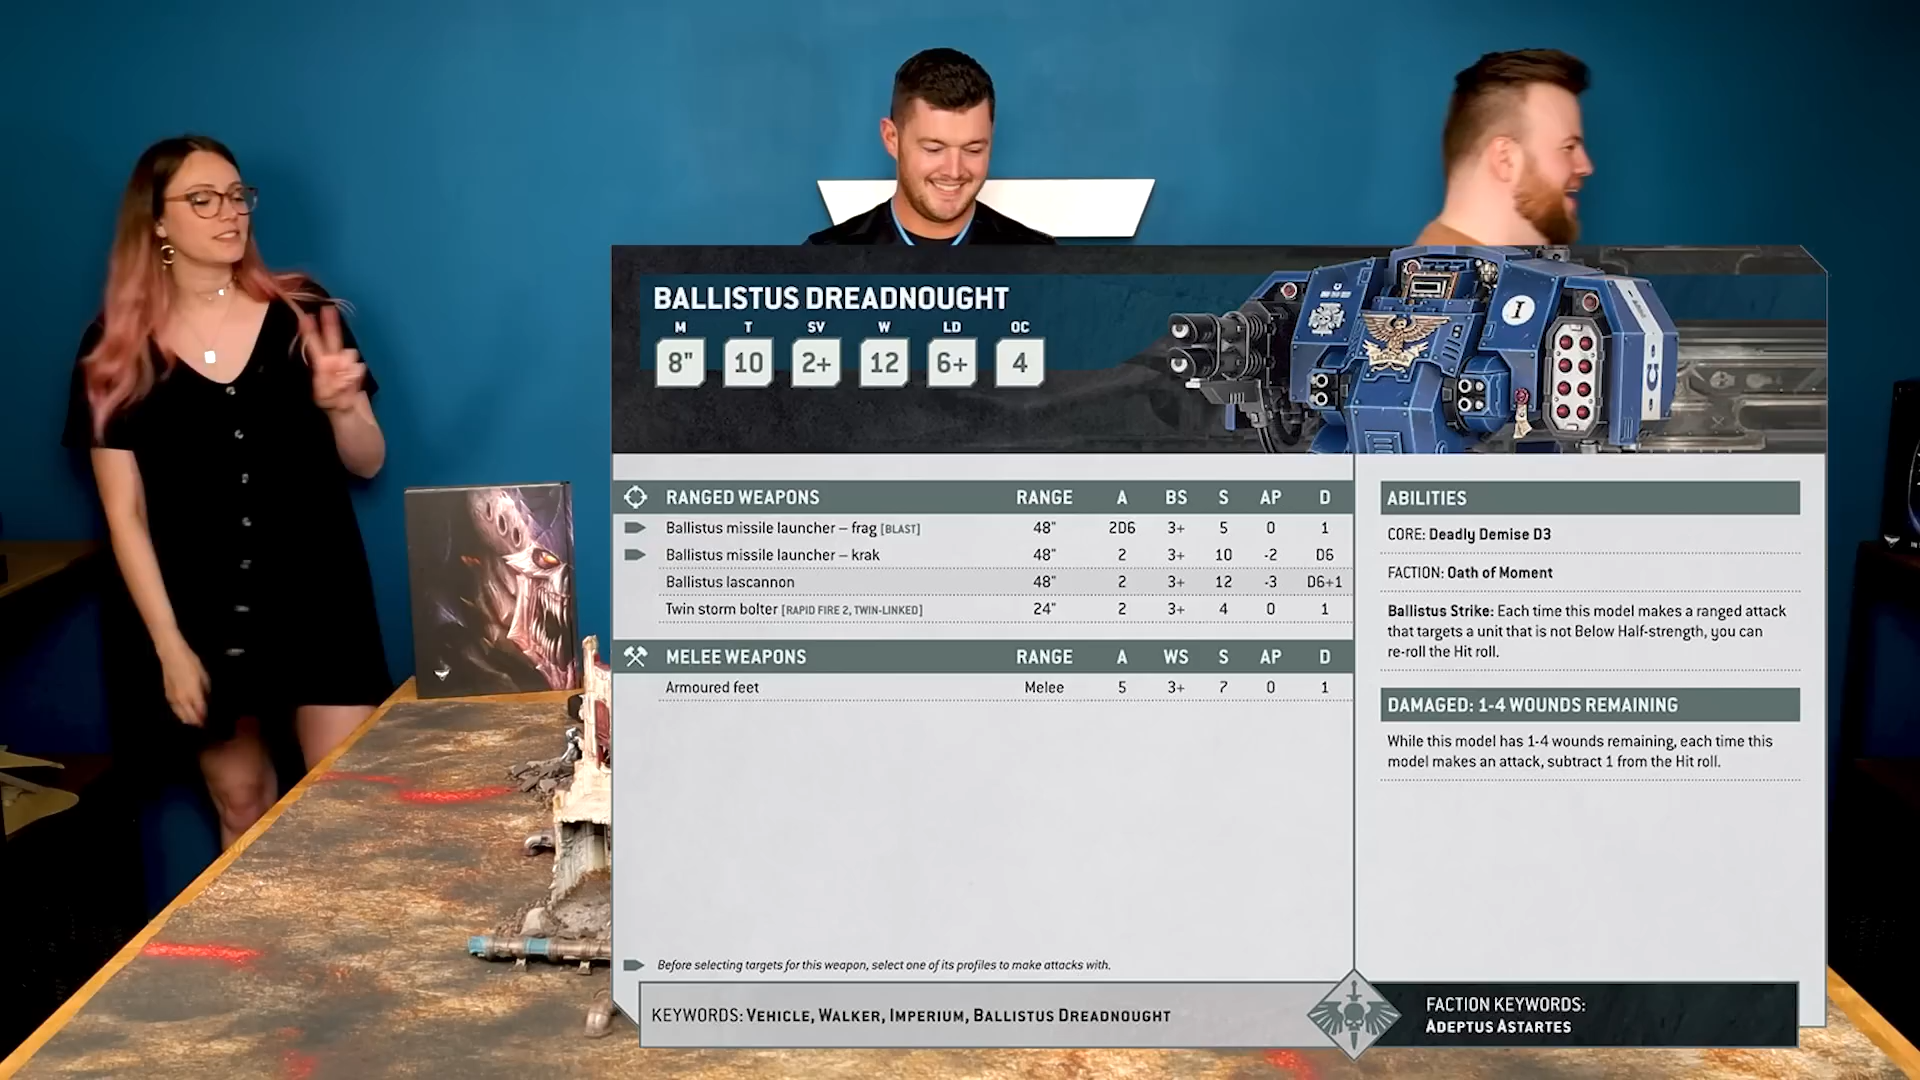 BALLISTUS DREADNOUGHT
M T SV W LD OC
8" 10 2+ 12 6+ 4
RANGED WEAPONS RANGE A BS S AP D
Ballistus missile launcher – frag [BLAST] 48" 2D6 3+ 5 0 1
Ballistus missile launcher – krak 48" 2 3+ 10 -2 D6
Ballistus lascannon 48" 2 3+ 12 -3 D6+1
Twin storm bolter [RAPID FIRE 2, TWIN-LINKED] 24" 2 3+ 4 0 1
MELEE WEAPONS RANGE A WS S AP D
Armoured feet Melee 5 3+ 7 0 1
Before selecting targets for this weapon, select one of its profiles to make attacks with.
KEYWORDS: VEHICLE, WALKER, IMPERIUM, BALLISTUS DREADNOUGHT
ABILITIES
CORE: Deadly Demise D3
FACTION: Oath of Moment
Ballistus Strike: Each time this model makes a ranged attack
that targets a unit that is not Below Half-strength, you can
re-roll the Hit roll.
DAMAGED: 1-4 WOUNDS REMAINING
While this model has 1-4 wounds remaining, each time this
model makes an attack, subtract 1 from the Hit roll.
FACTION KEYWORDS:
ADEPTUS ASTARTES
I